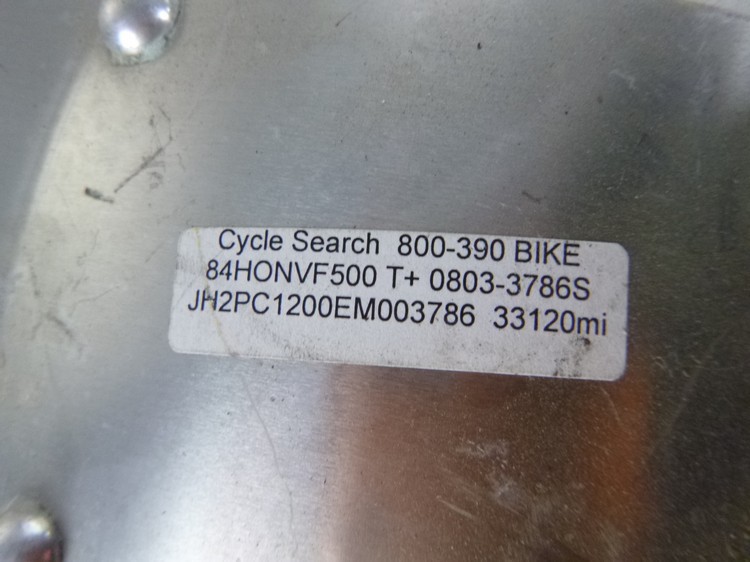 Cycle Search 800-390 BIKE
84HONVF500 T+ 0803-3786S
JH2PC1200EM003786 33120mi